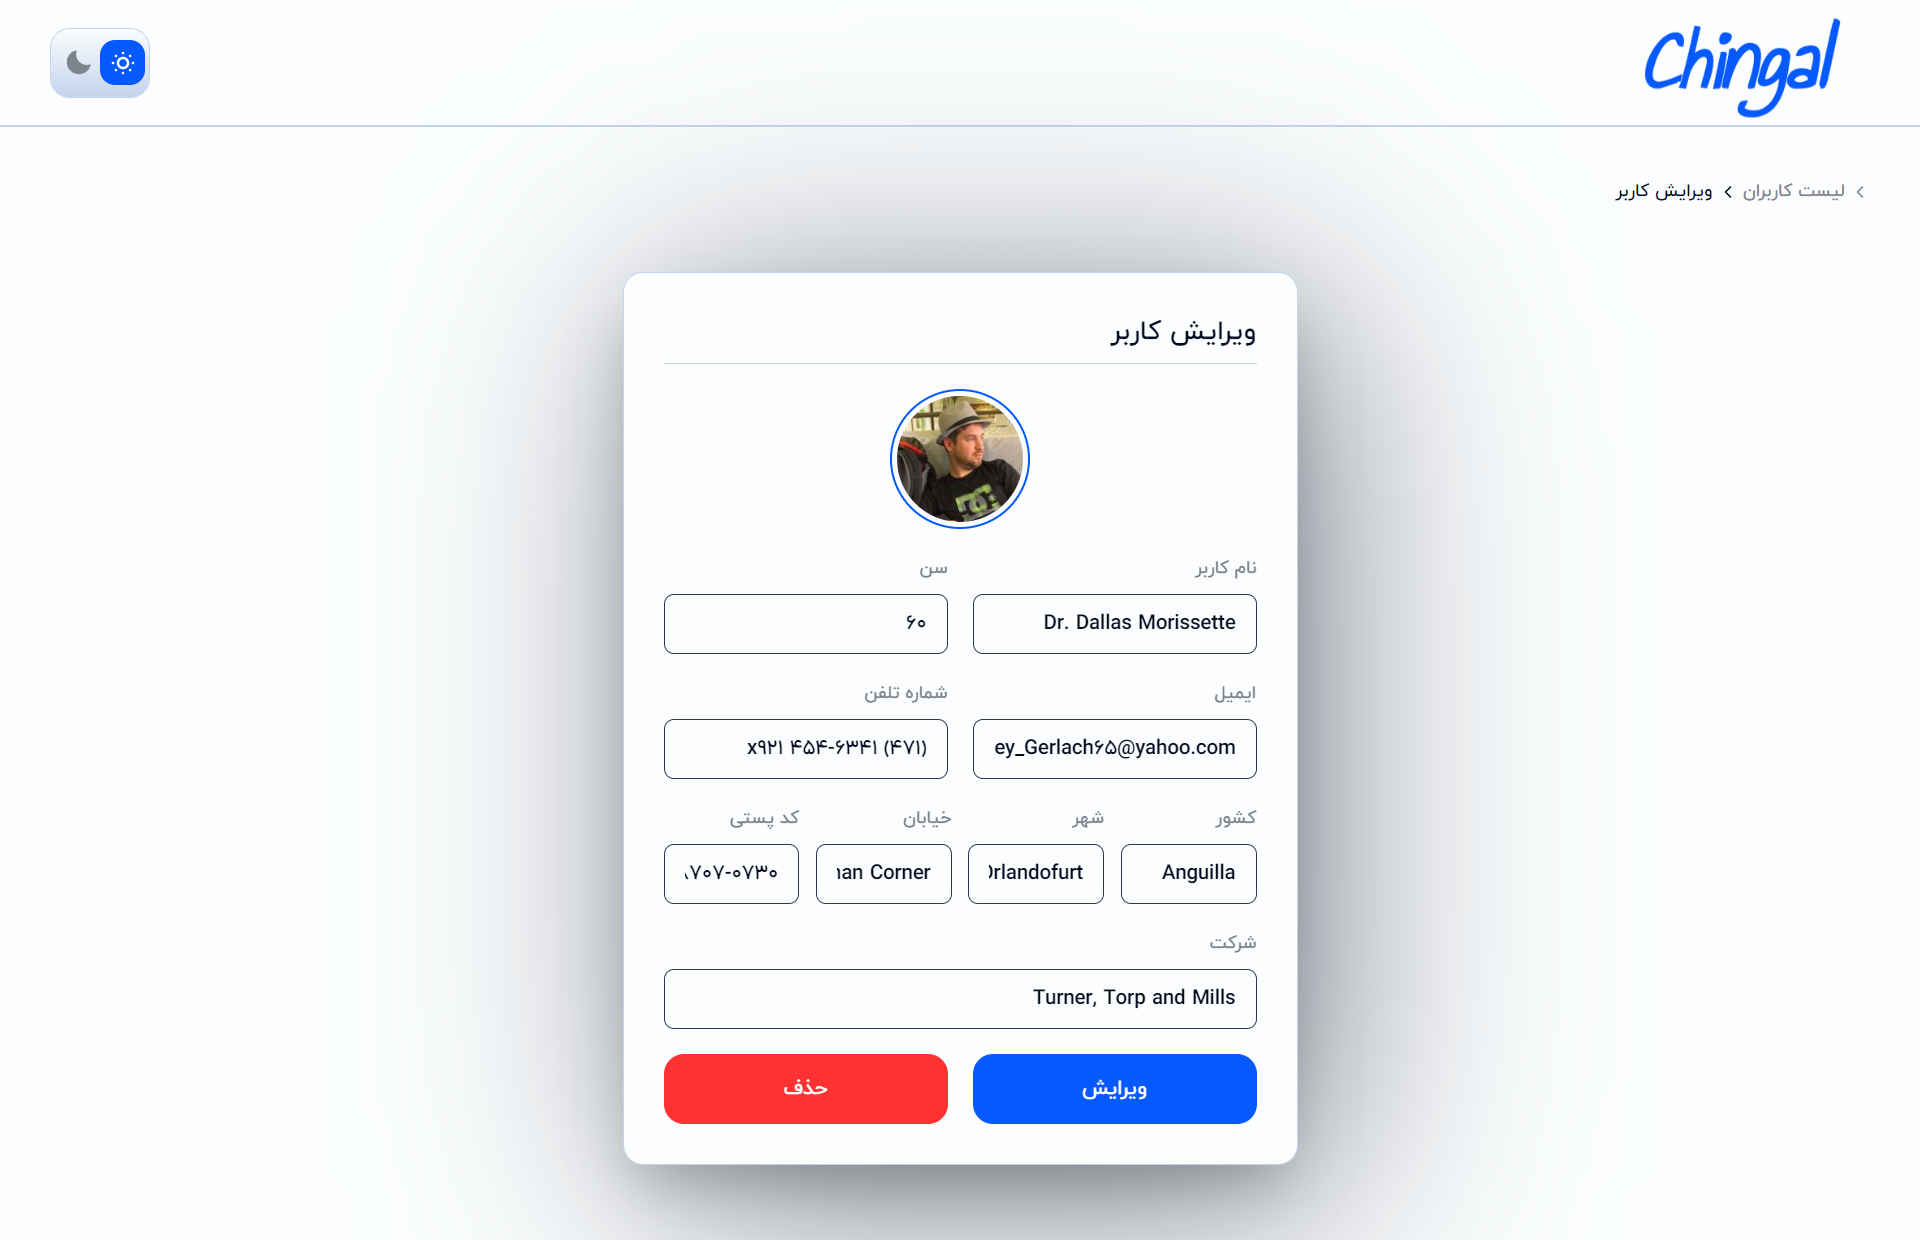 Chingal
لیست کاربران
ویرایش کاربر
ویرایش کاربر
نام کاربر
سن
Dr. Dallas Morissette
۶۰
ایمیل
شماره تلفن
ey_Gerlach۶۵@yahoo.com
(۴۷۱) ۴۵۴-۶۳۴۱ x۹۲۱
کشور
شهر
خیابان
کد پستی
Anguilla
Orlandofurt
Corner
۷۰۷-۰۷۳۰
شرکت
Turner, Torp and Mills
ویرایش
حذف